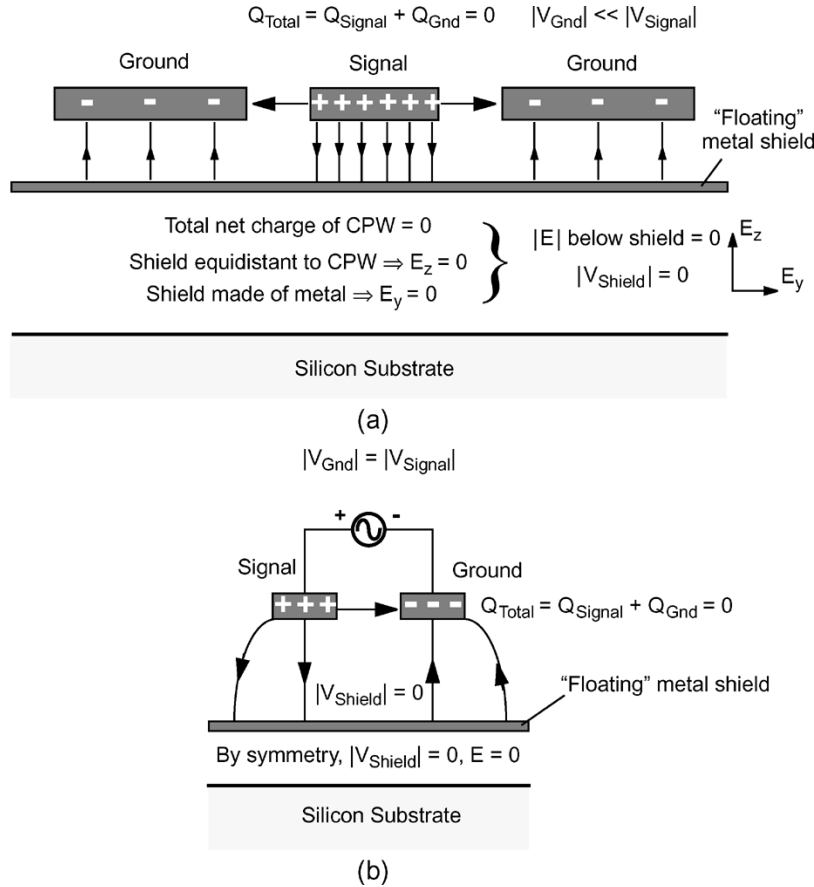 Q_Total = Q_Signal + Q_Gnd = 0 |V_Gnd| << |V_Signal|
Ground Signal Ground
- - - + + + + + + - - -
"Floating"
metal shield
Total net charge of CPW = 0
Shield equidistant to CPW ⇒ E_z = 0
Shield made of metal ⇒ E_y = 0
|E| below shield = 0
|V_Shield| = 0
E_z
E_y
Silicon Substrate
(a)
|V_Gnd| = |V_Signal|
+ -
Signal Ground
+ + + - - -
Q_Total = Q_Signal + Q_Gnd = 0
|V_Shield| = 0
"Floating" metal shield
By symmetry, |V_Shield| = 0, E = 0
Silicon Substrate
(b)